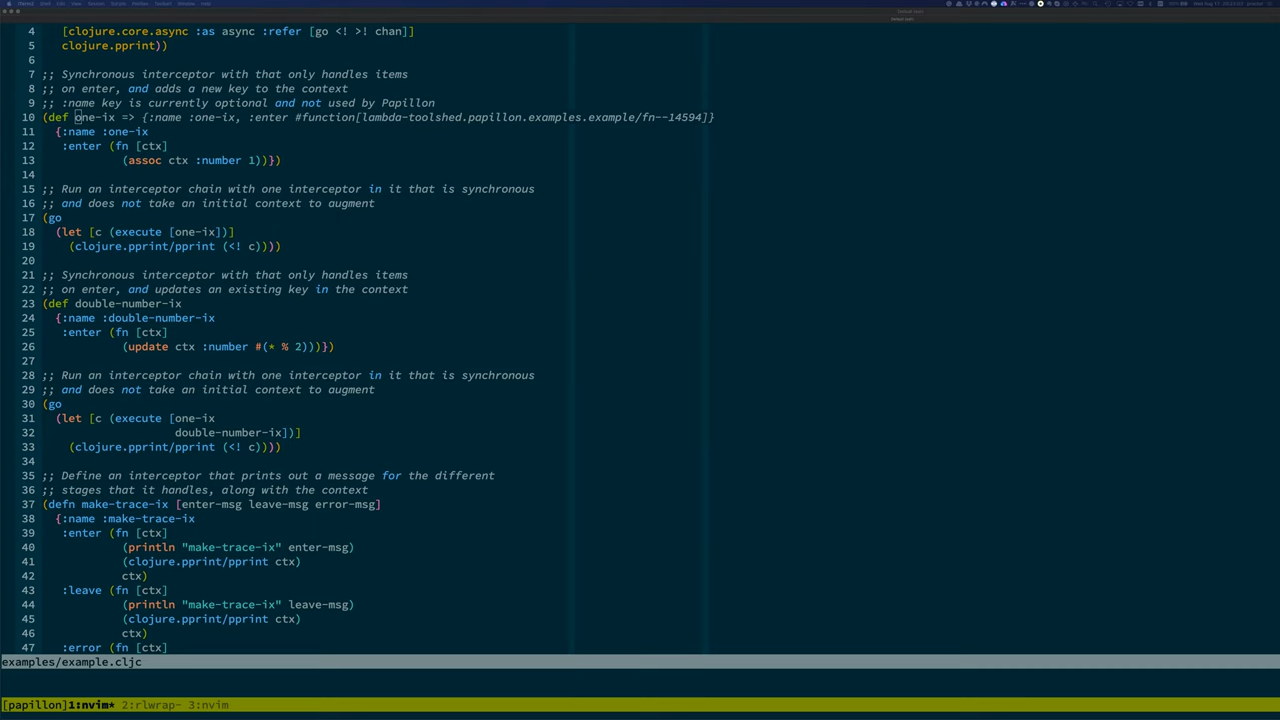 4 [clojure.core.async :as async :refer [go <! >! chan]]
5 clojure.pprint))
6
7 ;; Synchronous interceptor with that only handles items
8 ;; on enter, and adds a new key to the context
9 ;; :name key is currently optional and not used by Papillon
10 (def one-ix => {:name :one-ix, :enter #function[lambda-toolshed.papillon.examples.example/fn--14594]}
11 {:name :one-ix
12 :enter (fn [ctx]
13 (assoc ctx :number 1))})
14
15 ;; Run an interceptor chain with one interceptor in it that is synchronous
16 ;; and does not take an initial context to augment
17 (go
18 (let [c (execute [one-ix])]
19 (clojure.pprint/pprint (<! c))))
20
21 ;; Synchronous interceptor with that only handles items
22 ;; on enter, and updates an existing key in the context
23 (def double-number-ix
24 {:name :double-number-ix
25 :enter (fn [ctx]
26 (update ctx :number #(* % 2)))})
27
28 ;; Run an interceptor chain with one interceptor in it that is synchronous
29 ;; and does not take an initial context to augment
30 (go
31 (let [c (execute [one-ix
32 double-number-ix])]
33 (clojure.pprint/pprint (<! c))))
34
35 ;; Define an interceptor that prints out a message for the different
36 ;; stages that it handles, along with the context
37 (defn make-trace-ix [enter-msg leave-msg error-msg]
38 {:name :make-trace-ix
39 :enter (fn [ctx]
40 (println "make-trace-ix" enter-msg)
41 (clojure.pprint/pprint ctx)
42 ctx)
43 :leave (fn [ctx]
44 (println "make-trace-ix" leave-msg)
45 (clojure.pprint/pprint ctx)
46 ctx)
47 :error (fn [ctx]
examples/example.cljc
[papillon]1:nvim* 2:rlwrap- 3:nvim